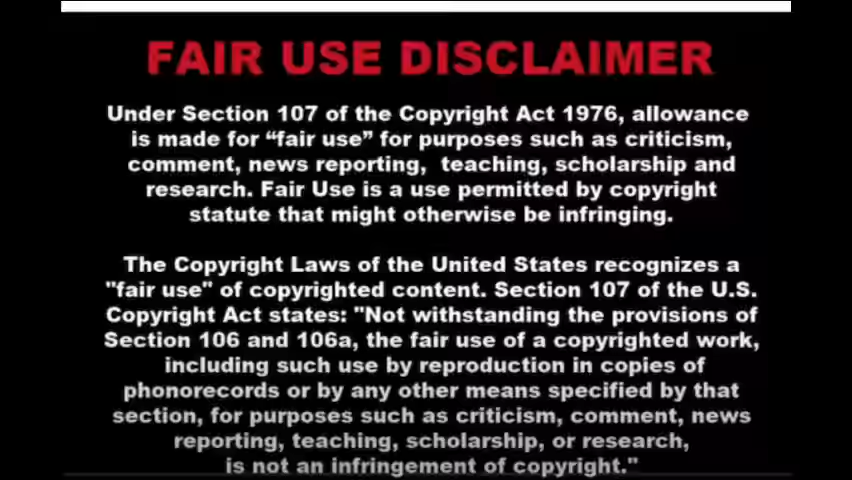 FAIR USE DISCLAIMER
Under Section 107 of the Copyright Act 1976, allowance
is made for “fair use” for purposes such as criticism,
comment, news reporting,  teaching, scholarship and
research. Fair Use is a use permitted by copyright
statute that might otherwise be infringing.
The Copyright Laws of the United States recognizes a
"fair use" of copyrighted content. Section 107 of the U.S.
Copyright Act states: "Not withstanding the provisions of
Section 106 and 106a, the fair use of a copyrighted work,
including such use by reproduction in copies of
phonorecords or by any other means specified by that
section, for purposes such as criticism, comment, news
reporting, teaching, scholarship, or research,
is not an infringement of copyright."